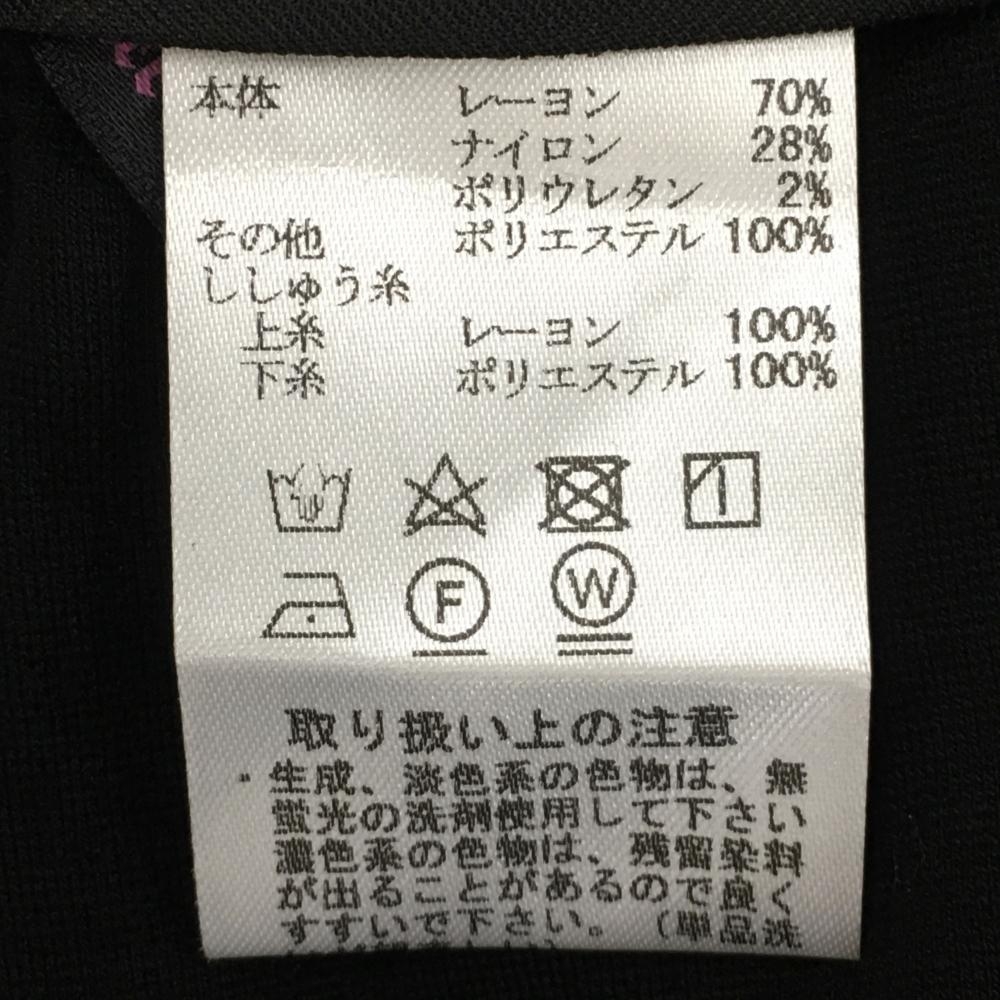 本体 レーヨン 70%
ナイロン 28%
ポリウレタン 2%
その他 ポリエステル 100%
ししゅう糸
上糸 レーヨン 100%
下糸 ポリエステル 100%
F W
取り扱い上の注意
・生成、淡色系の色物は、無
蛍光の洗剤使用して下さい
濃色系の色物は、残留染料
が出ることがあるので良く
すすいで下さい。（単品洗